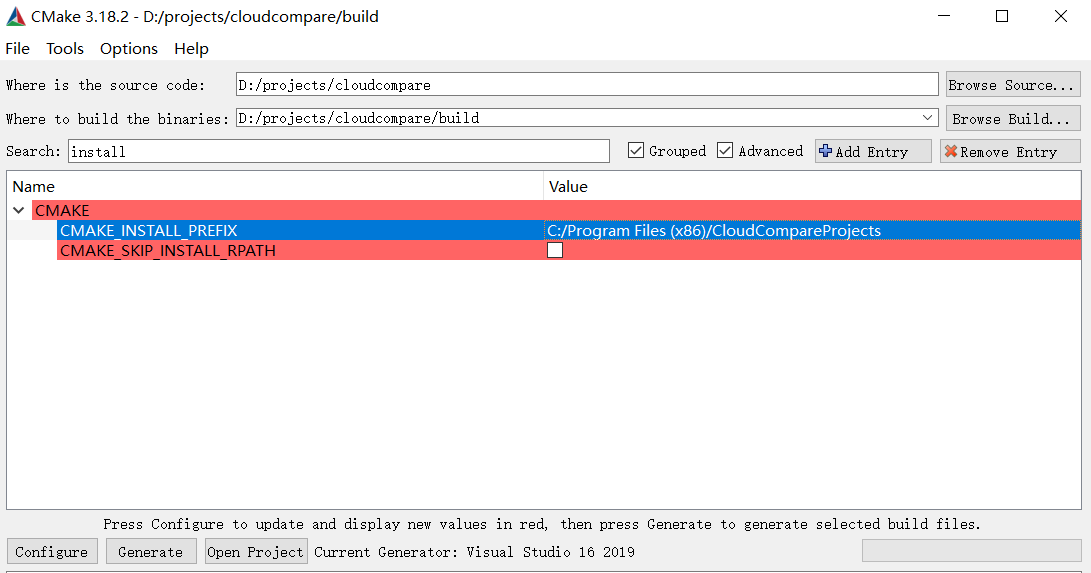 CMake 3.18.2 - D:/projects/cloudcompare/build
File Tools Options Help
Where is the source code: D:/projects/cloudcompare Browse Source...
Where to build the binaries: D:/projects/cloudcompare/build Browse Build...
Search: install Grouped Advanced Add Entry Remove Entry
Name Value
CMAKE
CMAKE_INSTALL_PREFIX C:/Program Files (x86)/CloudCompareProjects
CMAKE_SKIP_INSTALL_RPATH
Press Configure to update and display new values in red, then press Generate to generate selected build files.
Configure Generate Open Project Current Generator: Visual Studio 16 2019